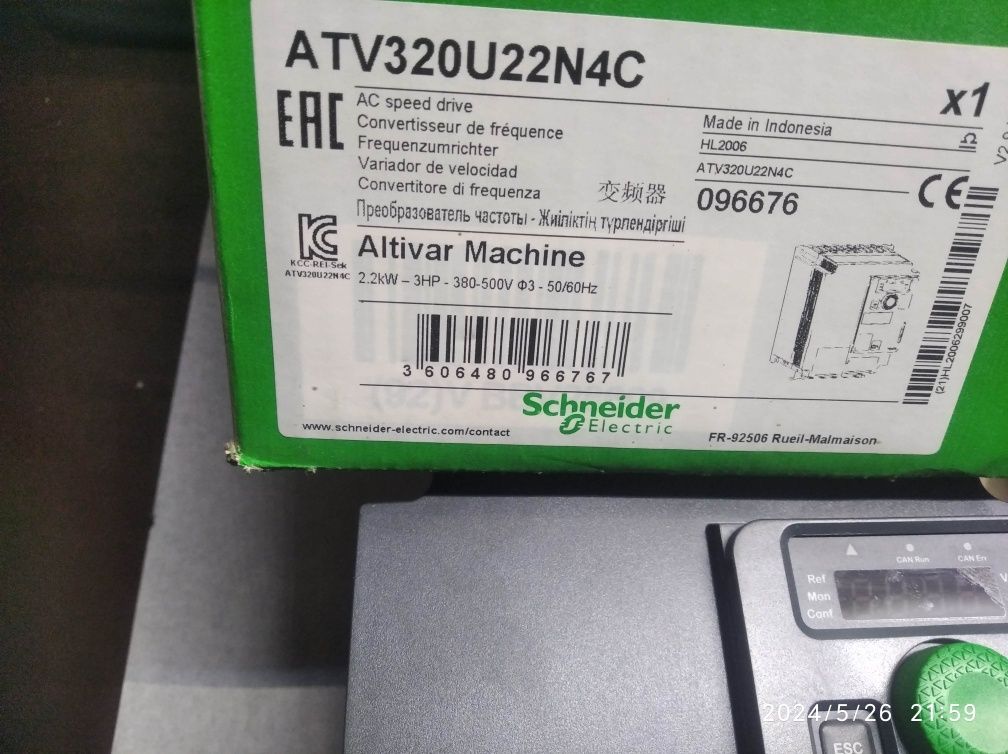 ATV320U22N4C
x1
EAC
AC speed drive
Convertisseur de fréquence
Frequenzumrichter
Variador de velocidad
Convertitore di frequenza
变频器
Преобразователь частоты - Жиіліктің түрлендіргіші
Made in Indonesia
HL2006
ATV320U22N4C
096676
CE
KC
KCC-REI-Sek
ATV320U22N4C
Altivar Machine
2.2kW – 3HP - 380-500V Φ3 - 50/60Hz
3 606480 966767
(21)HL2006299007
Schneider
Electric
www.schneider-electric.com/contact
FR-92506 Rueil-Malmaison
CAN Run
CAN Err
Ref
Mon
Conf
ESC
2024/5/26 21:59